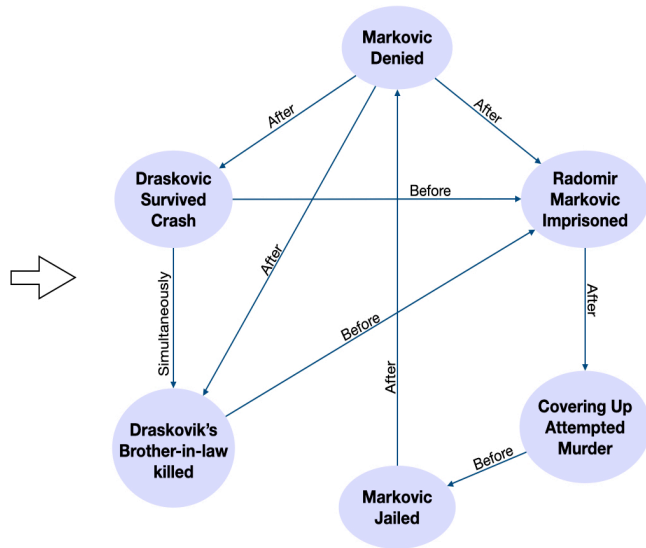 Markovic
Denied
After
After
Draskovic
Survived
Crash
Before
Radomir
Markovic
Imprisoned
Simultaneously
After
Before
After
After
Draskovik's
Brother-in-law
killed
Covering Up
Attempted
Murder
Before
Markovic
Jailed